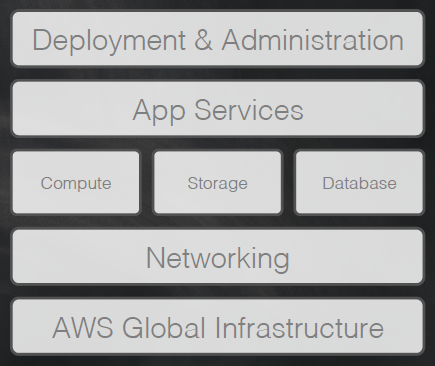 Deployment & Administration
App Services
Compute Storage Database
Networking
AWS Global Infrastructure